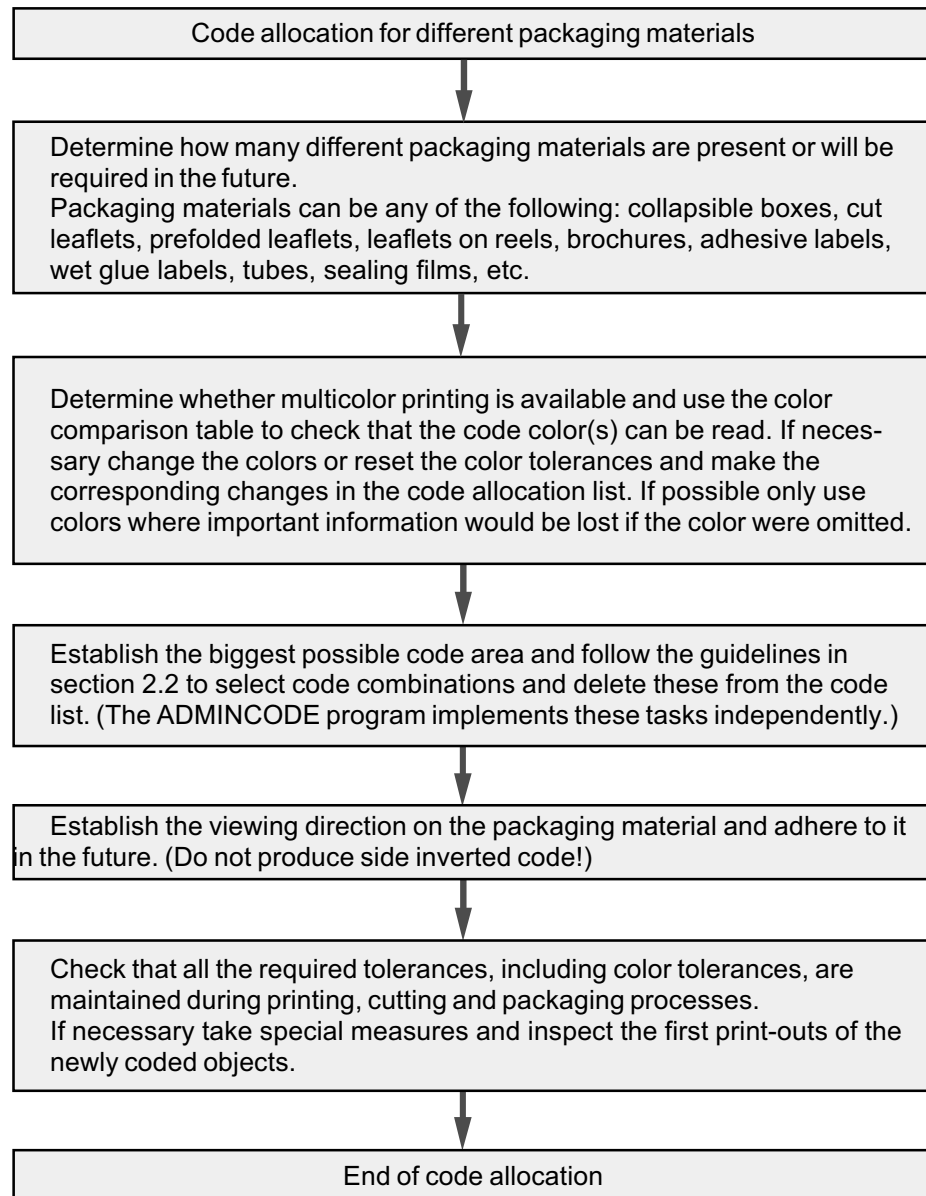 Code allocation for different packaging materials
Determine how many different packaging materials are present or will be
required in the future.
Packaging materials can be any of the following: collapsible boxes, cut
leaflets, prefolded leaflets, leaflets on reels, brochures, adhesive labels,
wet glue labels, tubes, sealing films, etc.
Determine whether multicolor printing is available and use the color
comparison table to check that the code color(s) can be read. If neces-
sary change the colors or reset the color tolerances and make the
corresponding changes in the code allocation list. If possible only use
colors where important information would be lost if the color were omitted.
Establish the biggest possible code area and follow the guidelines in
section 2.2 to select code combinations and delete these from the code
list. (The ADMINCODE program implements these tasks independently.)
Establish the viewing direction on the packaging material and adhere to it
in the future. (Do not produce side inverted code!)
Check that all the required tolerances, including color tolerances, are
maintained during printing, cutting and packaging processes.
If necessary take special measures and inspect the first print-outs of the
newly coded objects.
End of code allocation